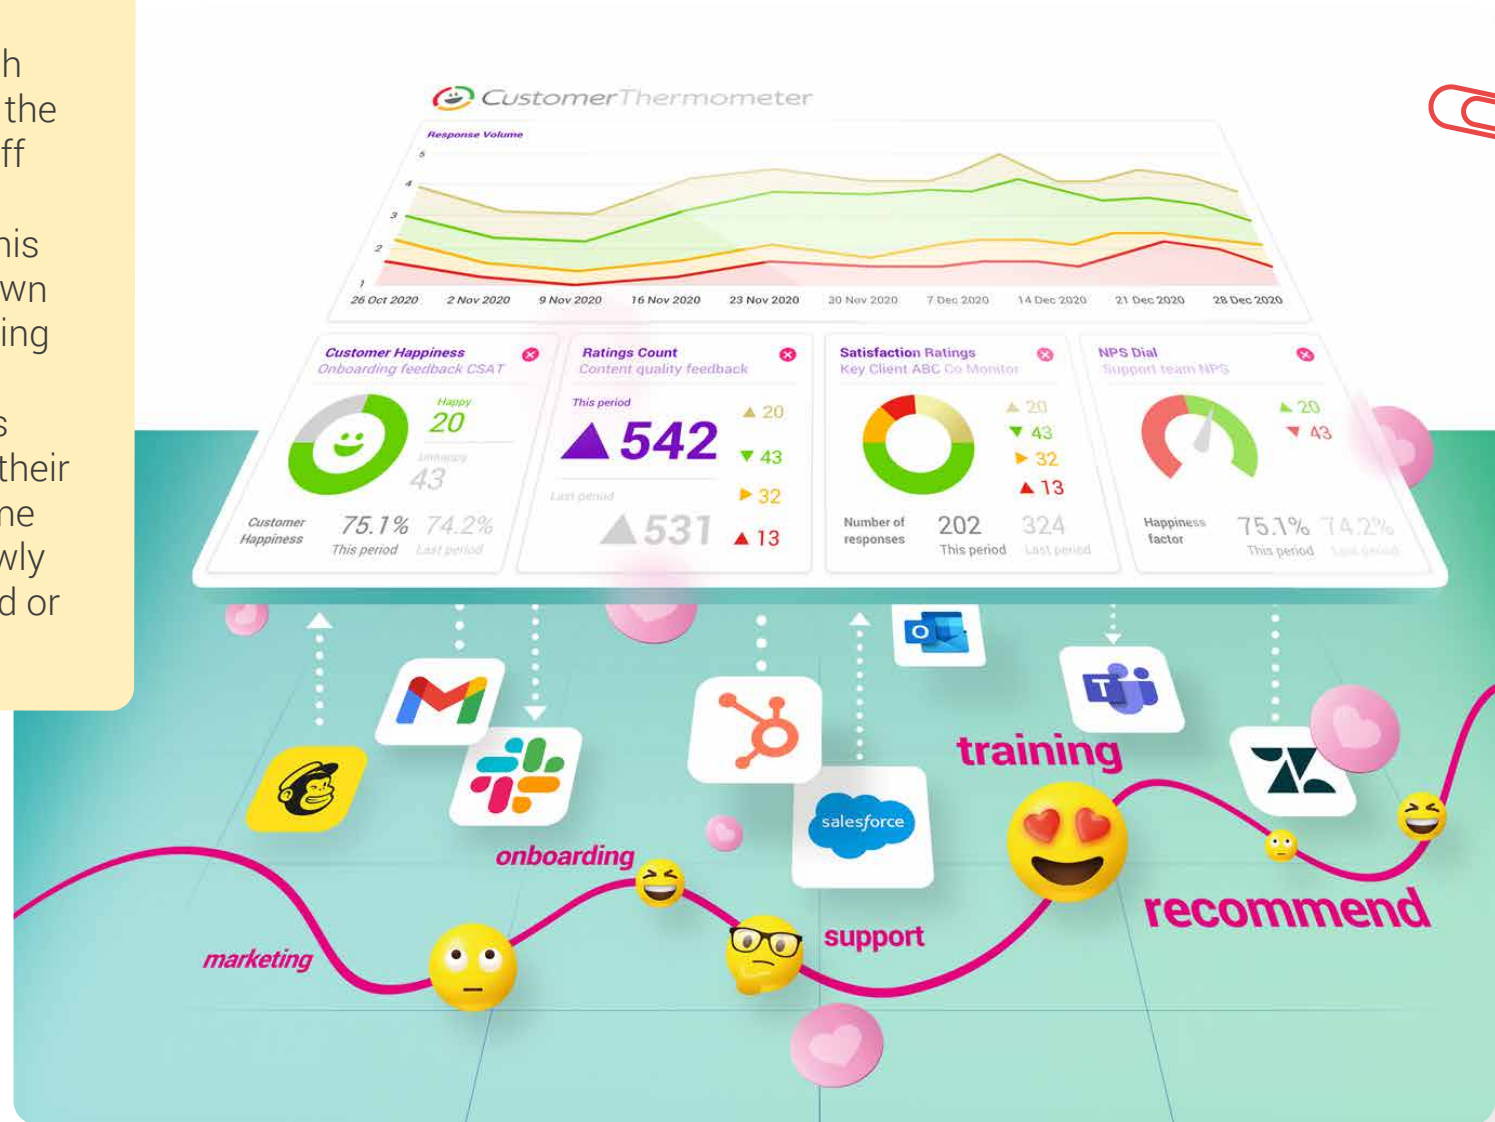 h
the
ff
nis
wn
ing
s
their
ne
wly
d or
CustomerThermometer
Response Volume
5
4
3
2
1
26 Oct 2020 2 Nov 2020 9 Nov 2020 16 Nov 2020 23 Nov 2020 30 Nov 2020 7 Dec 2020 14 Dec 2020 21 Dec 2020 28 Dec 2020
Customer Happiness
Onboarding feedback CSAT
Happy
20
Unhappy
43
Customer Happiness
75.1% 74.2%
This period Last period
Ratings Count
Content quality feedback
This period
▲542
▲ 20
▼ 43
▶ 32
▲ 13
Last period
▲531
Satisfaction Ratings
Key Client ABC Co Monitor
▲ 20
▼ 43
▶ 32
▲ 13
Number of responses
202 324
This period Last period
NPS Dial
Support team NPS
▲ 20
▼ 43
Happiness factor
75.1% 74.2%
This period Last period
salesforce
training
onboarding
recommend
support
marketing